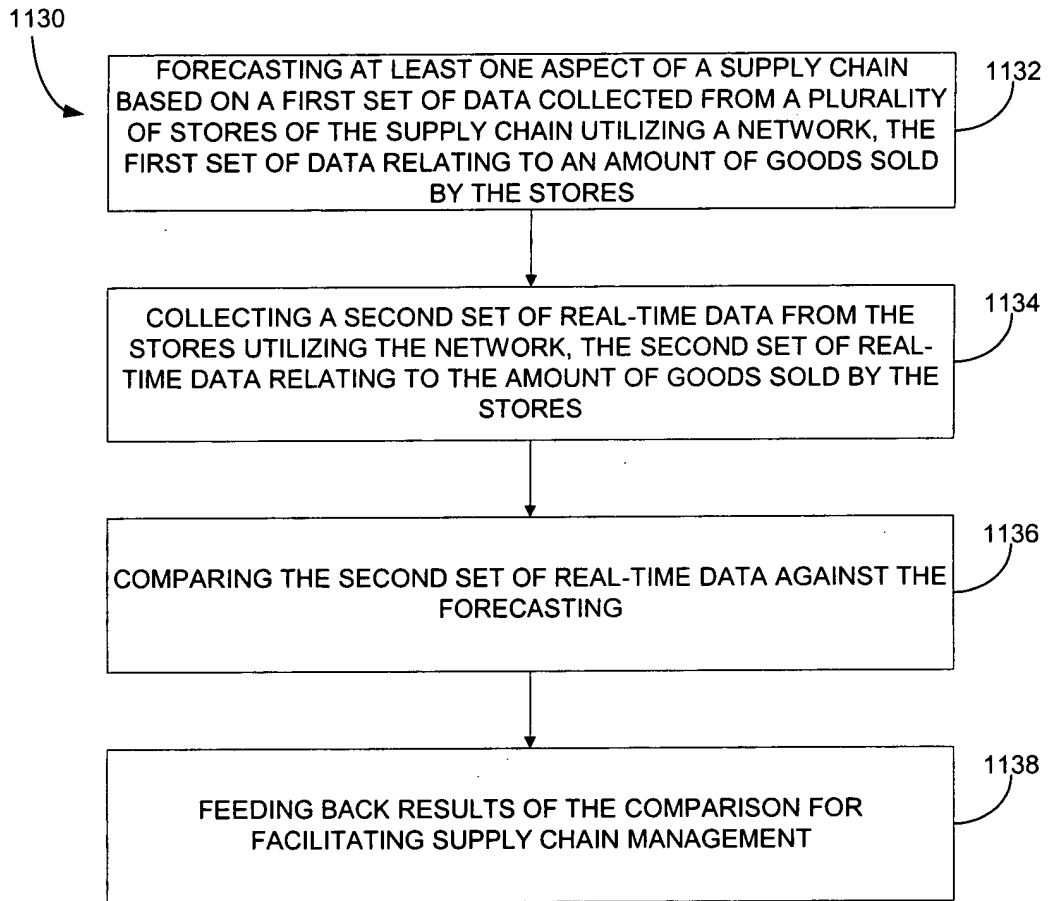 1130
FORECASTING AT LEAST ONE ASPECT OF A SUPPLY CHAIN
BASED ON A FIRST SET OF DATA COLLECTED FROM A PLURALITY
OF STORES OF THE SUPPLY CHAIN UTILIZING A NETWORK, THE
FIRST SET OF DATA RELATING TO AN AMOUNT OF GOODS SOLD
BY THE STORES
1132
COLLECTING A SECOND SET OF REAL-TIME DATA FROM THE
STORES UTILIZING THE NETWORK, THE SECOND SET OF REAL-
TIME DATA RELATING TO THE AMOUNT OF GOODS SOLD BY THE
STORES
1134
COMPARING THE SECOND SET OF REAL-TIME DATA AGAINST THE
FORECASTING
1136
FEEDING BACK RESULTS OF THE COMPARISON FOR
FACILITATING SUPPLY CHAIN MANAGEMENT
1138